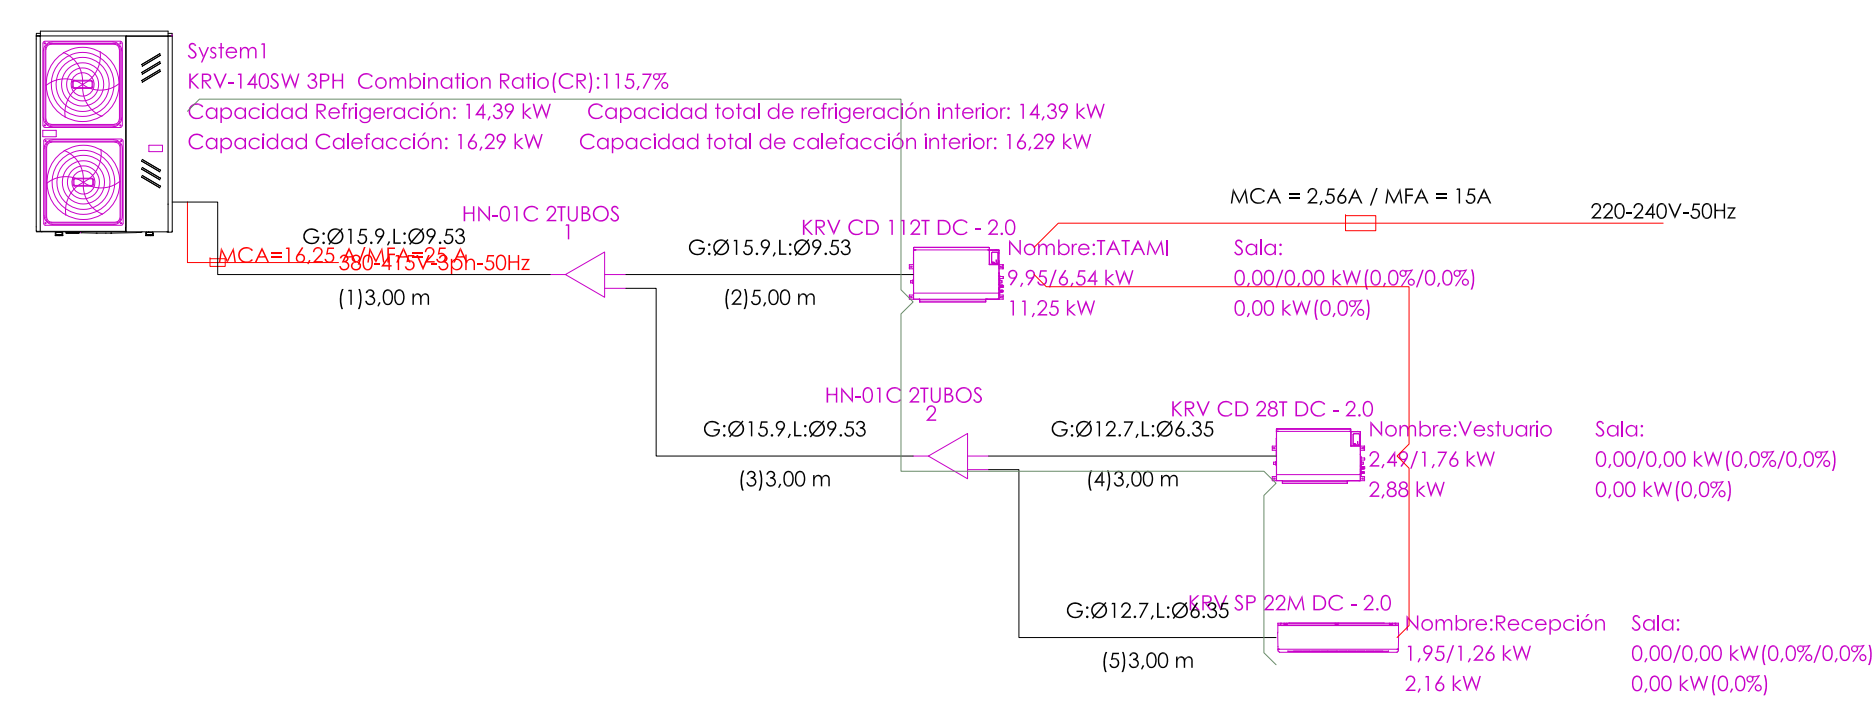 System1
KRV-140SW 3PH  Combination Ratio(CR):115,7%
Capacidad Refrigeración: 14,39 kW    Capacidad total de refrigeración interior: 14,39 kW
Capacidad Calefacción: 16,29 kW    Capacidad total de calefacción interior: 16,29 kW
MCA = 2,56A / MFA = 15A
220-240V-50Hz
HN-01C 2TUBOS
1
KRV CD 112T DC - 2.0
G:Ø15.9,L:Ø9.53
MCA=16,25 A/MFA=25 A
380-415V-3ph-50Hz
(1)3,00 m
G:Ø15.9,L:Ø9.53
(2)5,00 m
Nombre:TATAMI
9,95/6,54 kW
11,25 kW
Sala:
0,00/0,00 kW(0,0%/0,0%)
0,00 kW(0,0%)
HN-01C 2TUBOS
2
KRV CD 28T DC - 2.0
G:Ø15.9,L:Ø9.53
(3)3,00 m
G:Ø12.7,L:Ø6.35
(4)3,00 m
Nombre:Vestuario
2,49/1,76 kW
2,88 kW
Sala:
0,00/0,00 kW(0,0%/0,0%)
0,00 kW(0,0%)
KRV SP 22M DC - 2.0
G:Ø12.7,L:Ø6.35
(5)3,00 m
Nombre:Recepción
1,95/1,26 kW
2,16 kW
Sala:
0,00/0,00 kW(0,0%/0,0%)
0,00 kW(0,0%)